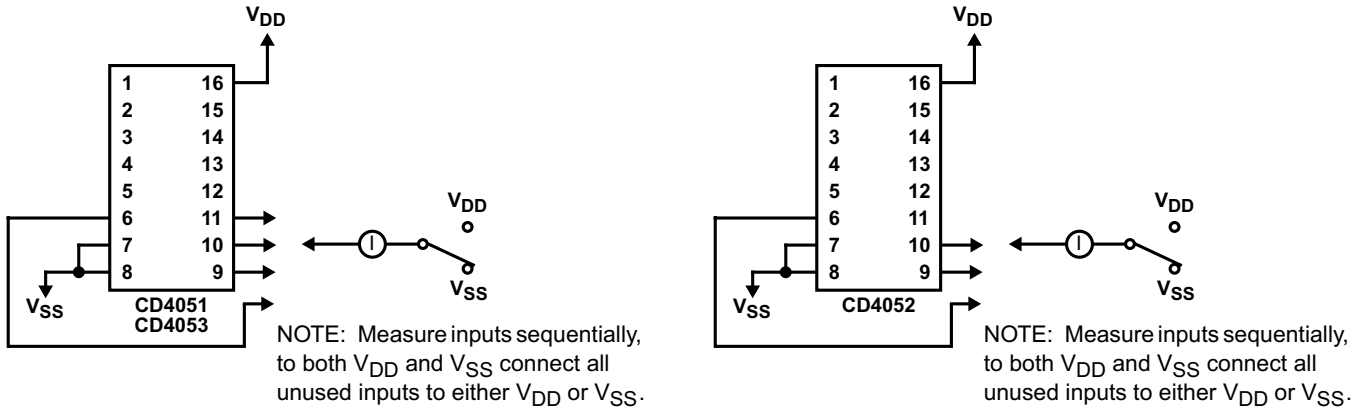 VDD
1 16
2 15
3 14
4 13
5 12
6 11
7 10
8 9
VSS
CD4051
CD4053
I
VDD
VSS
NOTE: Measure inputs sequentially,
to both VDD and VSS connect all
unused inputs to either VDD or VSS.
VDD
1 16
2 15
3 14
4 13
5 12
6 11
7 10
8 9
VSS
CD4052
I
VDD
VSS
NOTE: Measure inputs sequentially,
to both VDD and VSS connect all
unused inputs to either VDD or VSS.